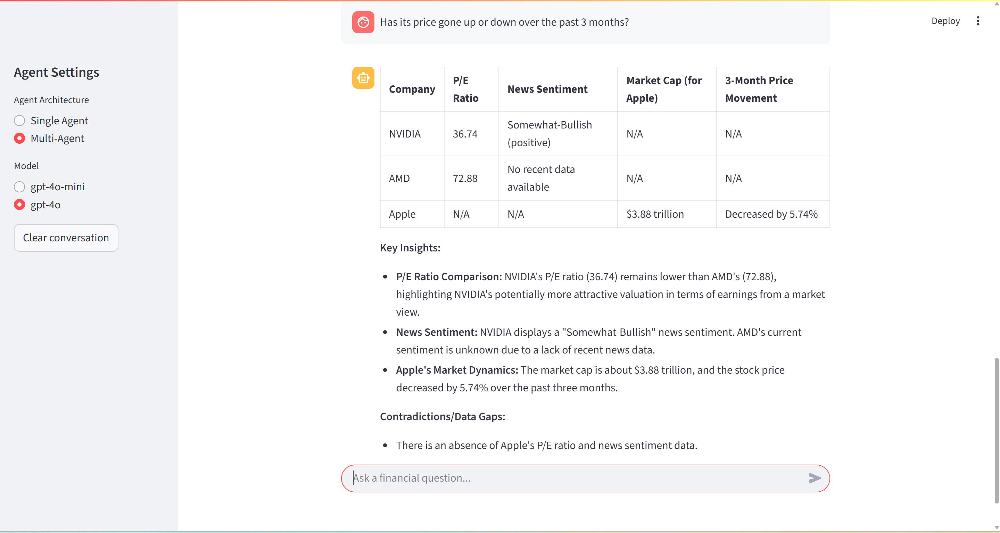 Deploy
Has its price gone up or down over the past 3 months?
Agent Settings
Agent Architecture
Single Agent
Multi-Agent
Model
gpt-4o-mini
gpt-4o
Clear conversation
Company
P/E
Ratio
News Sentiment
Market Cap (for
Apple)
3-Month Price
Movement
NVIDIA
36.74
Somewhat-Bullish
(positive)
N/A
N/A
AMD
72.88
No recent data
available
N/A
N/A
Apple
N/A
N/A
$3.88 trillion
Decreased by 5.74%
Key Insights:
• P/E Ratio Comparison: NVIDIA's P/E ratio (36.74) remains lower than AMD's (72.88),
highlighting NVIDIA's potentially more attractive valuation in terms of earnings from a market
view.
• News Sentiment: NVIDIA displays a "Somewhat-Bullish" news sentiment. AMD's current
sentiment is unknown due to a lack of recent news data.
• Apple's Market Dynamics: The market cap is about $3.88 trillion, and the stock price
decreased by 5.74% over the past three months.
Contradictions/Data Gaps:
• There is an absence of Apple's P/E ratio and news sentiment data.
Ask a financial question...